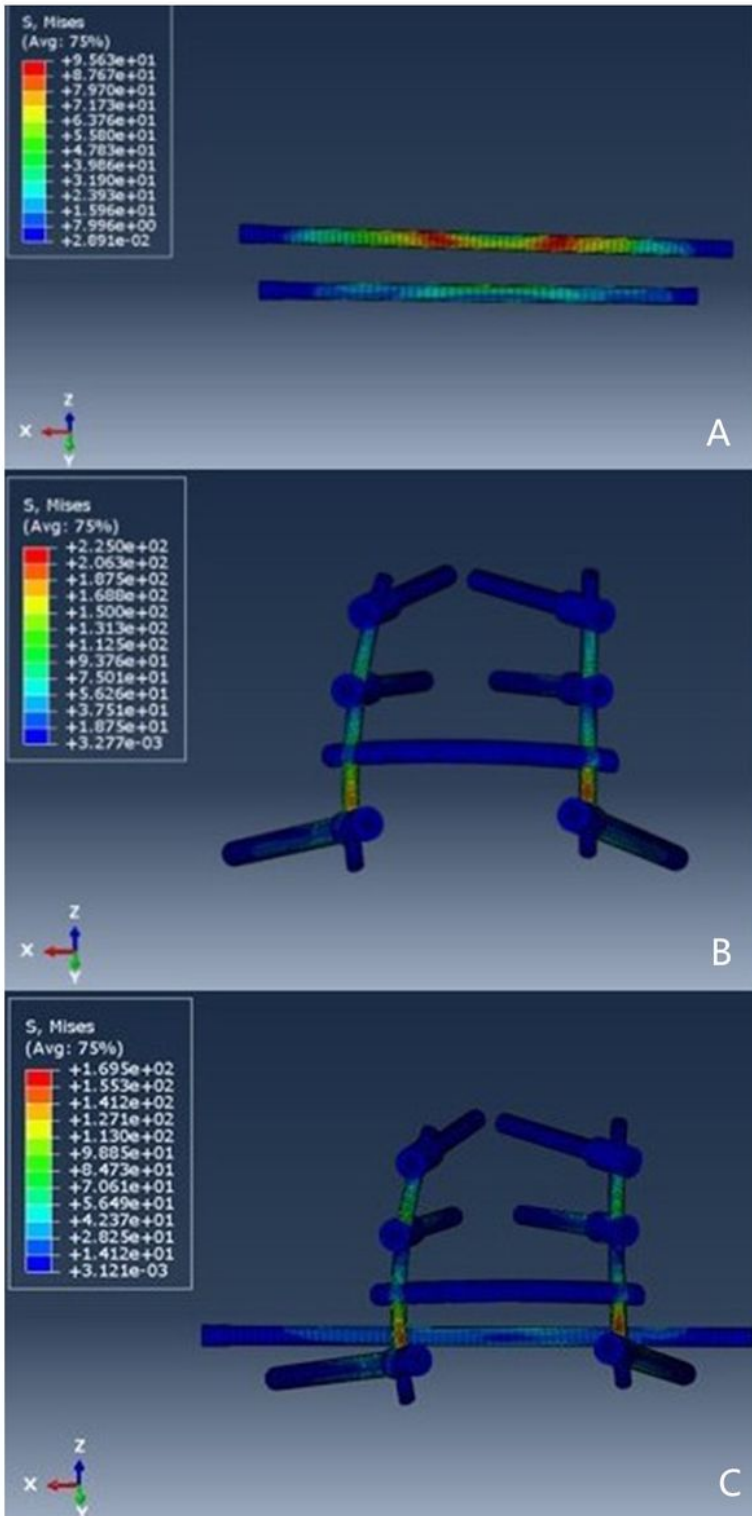 S, Mises
(Avg: 75%)
+9.563e+01
+8.767e+01
+7.970e+01
+7.173e+01
+6.376e+01
+5.580e+01
+4.783e+01
+3.986e+01
+3.190e+01
+2.393e+01
+1.596e+01
+7.996e+00
+2.891e-02
Z
X
Y
A
S, Mises
(Avg: 75%)
+2.250e+02
+2.063e+02
+1.875e+02
+1.688e+02
+1.500e+02
+1.313e+02
+1.125e+02
+9.376e+01
+7.501e+01
+5.626e+01
+3.751e+01
+1.875e+01
+3.277e-03
Z
X
Y
B
S, Mises
(Avg: 75%)
+1.695e+02
+1.553e+02
+1.412e+02
+1.271e+02
+1.130e+02
+9.885e+01
+8.473e+01
+7.061e+01
+5.649e+01
+4.237e+01
+2.825e+01
+1.412e+01
+3.121e-03
Z
X
Y
C